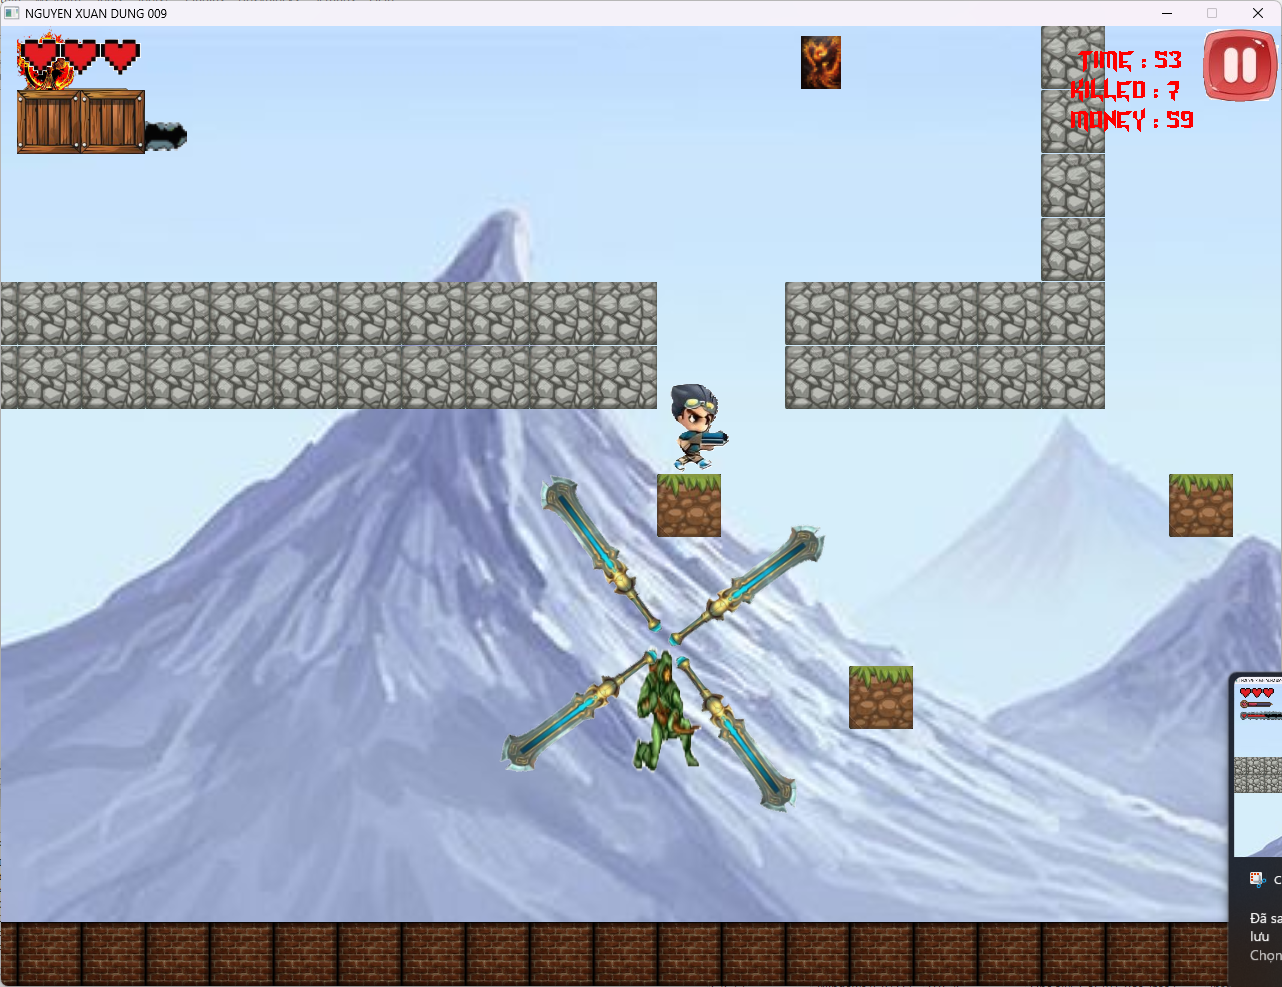 NGUYEN XUAN DUNG 009
TIME : 53
KILLED : 7
MONEY : 59
Đã sa
lưu
Chọn